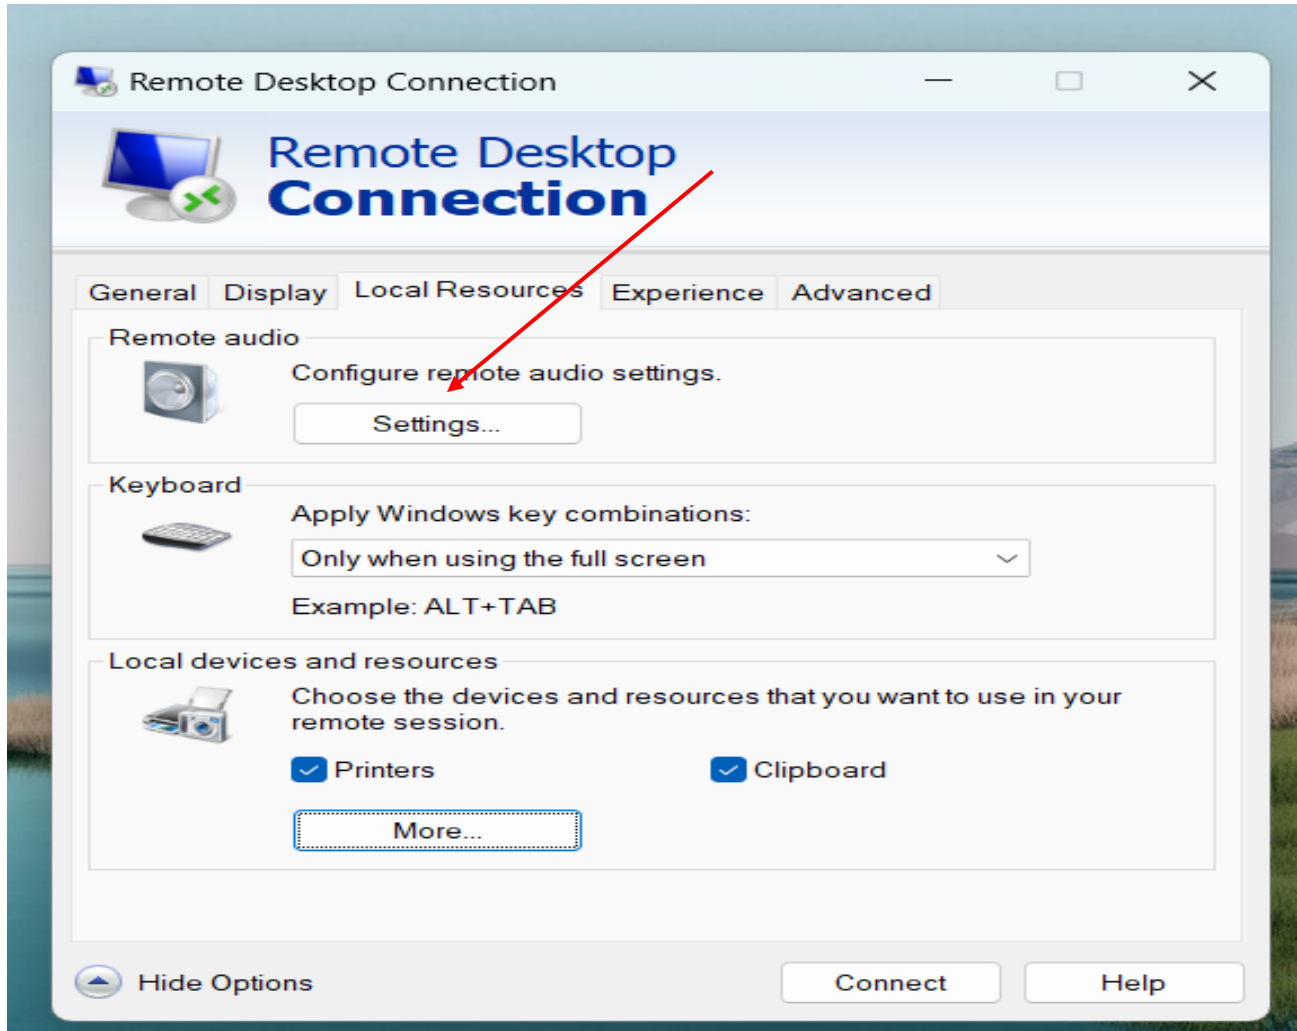 Remote Desktop Connection
Remote Desktop
Connection
General Display Local Resources Experience Advanced
Remote audio
Configure remote audio settings.
Settings...
Keyboard
Apply Windows key combinations:
Only when using the full screen
Example: ALT+TAB
Local devices and resources
Choose the devices and resources that you want to use in your
remote session.
Printers Clipboard
More...
Hide Options Connect Help